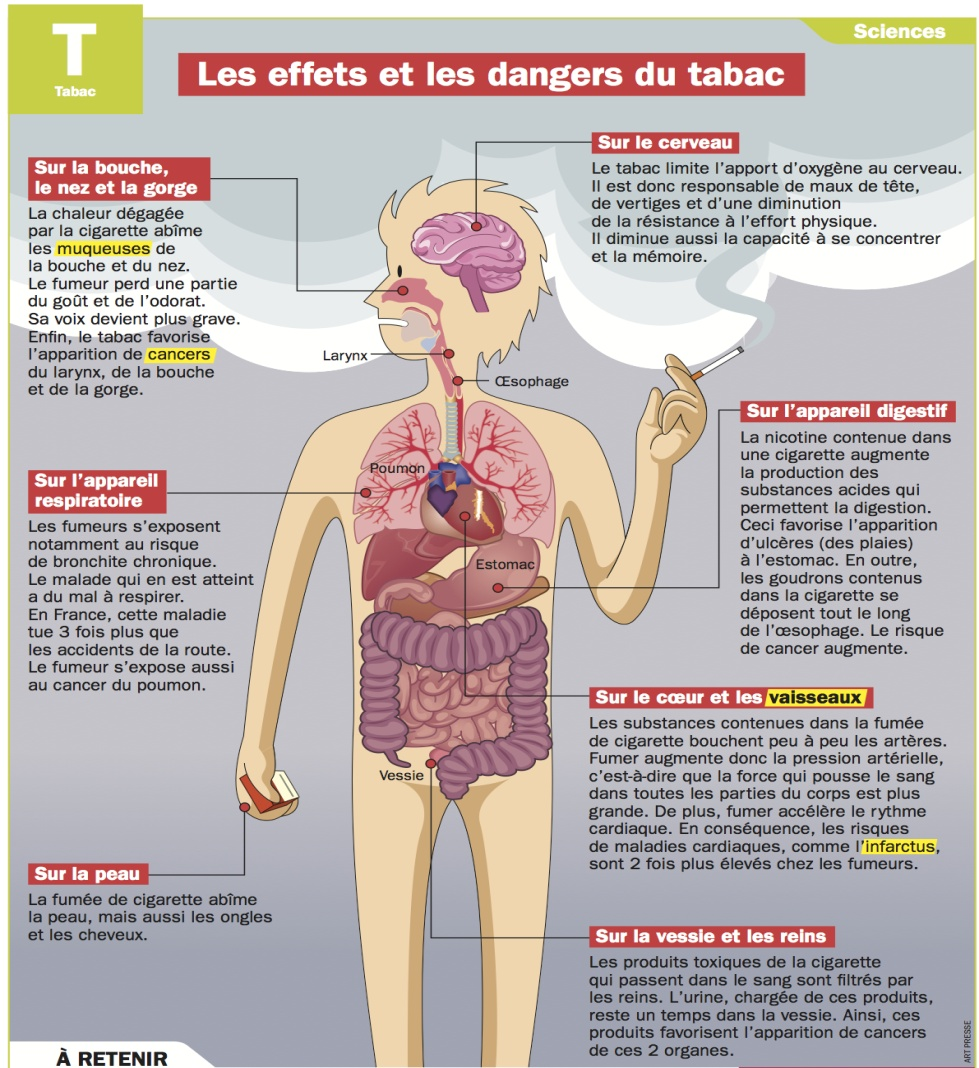 T
Tabac
Sciences
Les effets et les dangers du tabac
Sur la bouche,
le nez et la gorge
La chaleur dégagée
par la cigarette abîme
les muqueuses de
la bouche et du nez.
Le fumeur perd une partie
du goût et de l'odorat.
Sa voix devient plus grave.
Enfin, le tabac favorise
l'apparition de cancers
du larynx, de la bouche
et de la gorge.
Sur le cerveau
Le tabac limite l'apport d'oxygène au cerveau.
Il est donc responsable de maux de tête,
de vertiges et d'une diminution
de la résistance à l'effort physique.
Il diminue aussi la capacité à se concentrer
et la mémoire.
Larynx
Œsophage
Poumon
Estomac
Vessie
Sur l'appareil
respiratoire
Les fumeurs s'exposent
notamment au risque
de bronchite chronique.
Le malade qui en est atteint
a du mal à respirer.
En France, cette maladie
tue 3 fois plus que
les accidents de la route.
Le fumeur s'expose aussi
au cancer du poumon.
Sur l'appareil digestif
La nicotine contenue dans
une cigarette augmente
la production des
substances acides qui
permettent la digestion.
Ceci favorise l'apparition
d'ulcères (des plaies)
à l'estomac. En outre,
les goudrons contenus
dans la cigarette se
déposent tout le long
de l'œsophage. Le risque
de cancer augmente.
Sur le cœur et les vaisseaux
Les substances contenues dans la fumée
de cigarette bouchent peu à peu les artères.
Fumer augmente donc la pression artérielle,
c'est-à-dire que la force qui pousse le sang
dans toutes les parties du corps est plus
grande. De plus, fumer accélère le rythme
cardiaque. En conséquence, les risques
de maladies cardiaques, comme l'infarctus,
sont 2 fois plus élevés chez les fumeurs.
Sur la peau
La fumée de cigarette abîme
la peau, mais aussi les ongles
et les cheveux.
Sur la vessie et les reins
Les produits toxiques de la cigarette
qui passent dans le sang sont filtrés par
les reins. L'urine, chargée de ces produits,
reste un temps dans la vessie. Ainsi, ces
produits favorisent l'apparition de cancers
de ces 2 organes.
ART PRESSE
À RETENIR